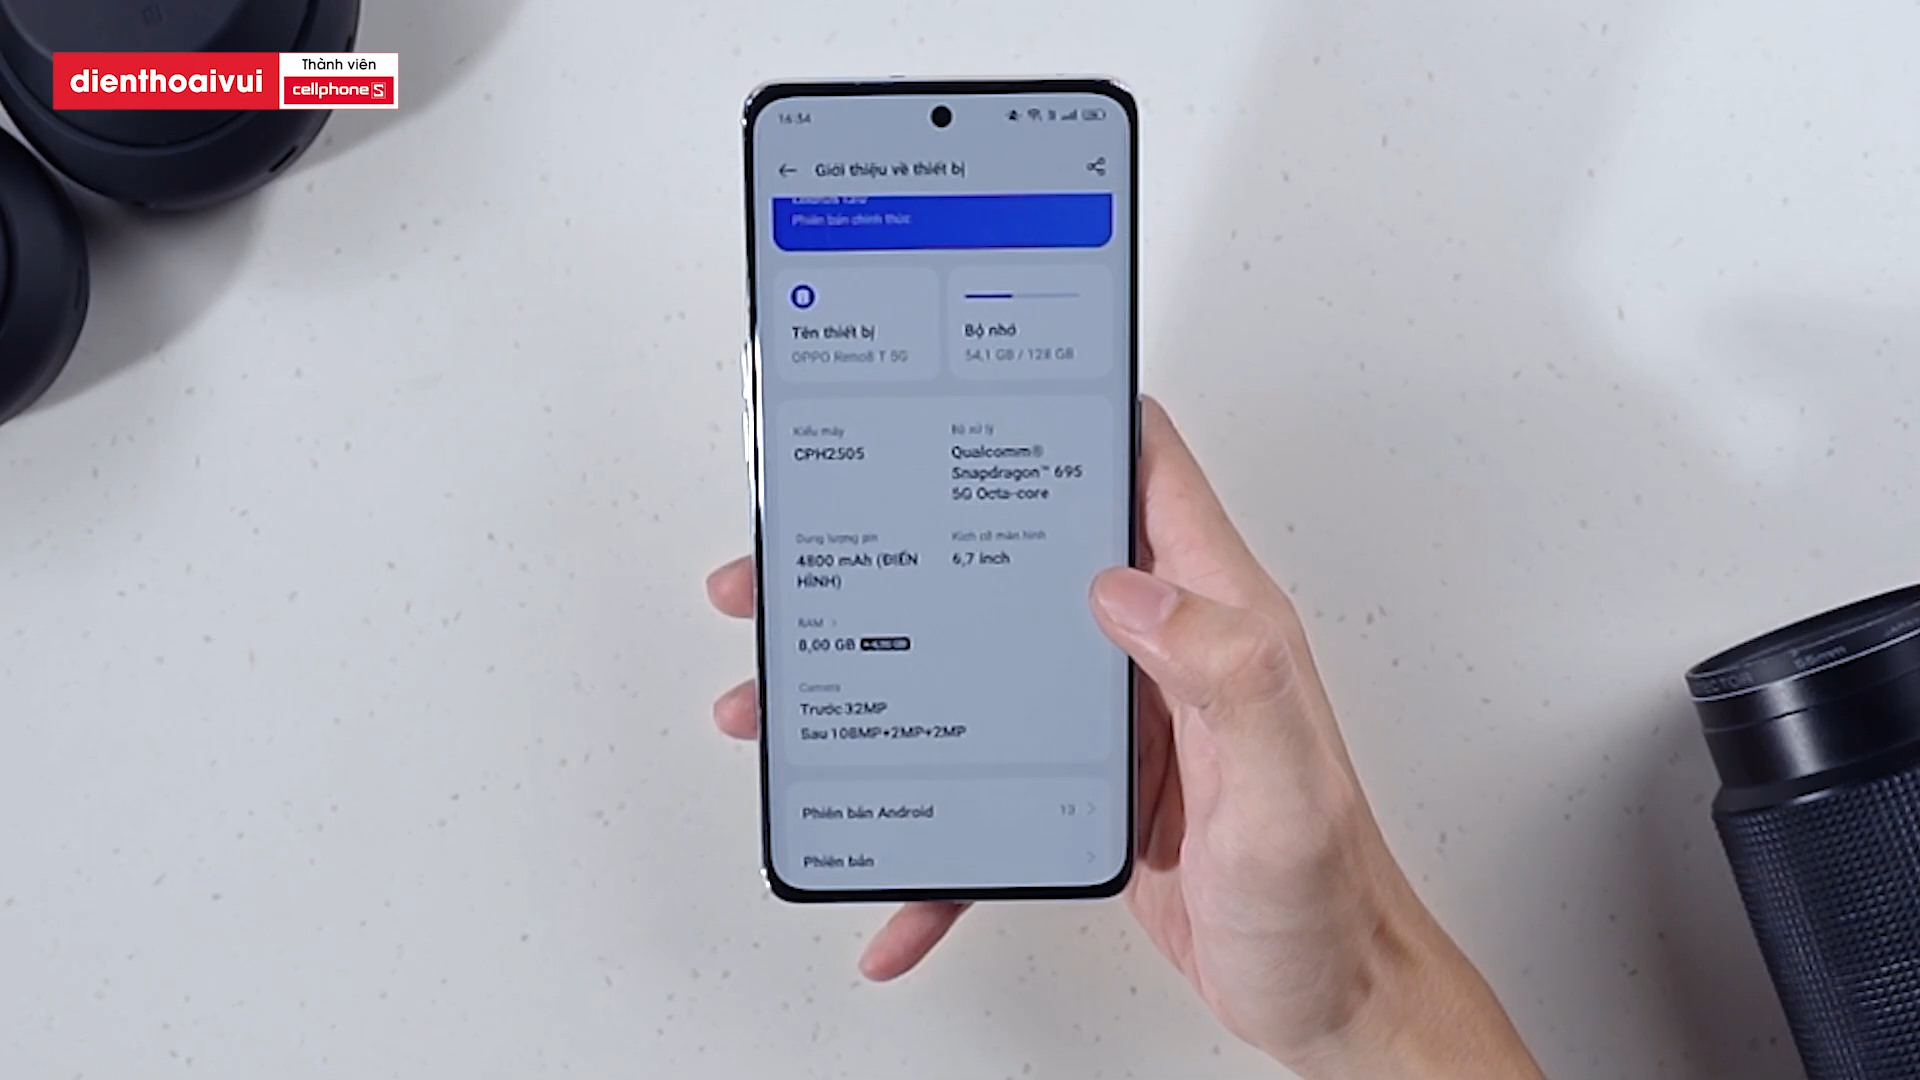 dienthoaivui
Thành viên
cellphoneS
16:34
Giới thiệu về thiết bị
Phiên bản chính thức
Tên thiết bị
OPPO Reno8 T 5G
Bộ nhớ
54,1 GB / 128 GB
Kiểu máy
CPH2505
Bộ xử lý
Qualcomm®
Snapdragon™ 695
5G Octa-core
Dung lượng pin
4800 mAh (ĐIỂN
HÌNH)
Kích cỡ màn hình
6,7 inch
RAM
8,00 GB
Camera
Trước 32MP
Sau 108MP+2MP+2MP
Phiên bản Android
13
Phiên bản